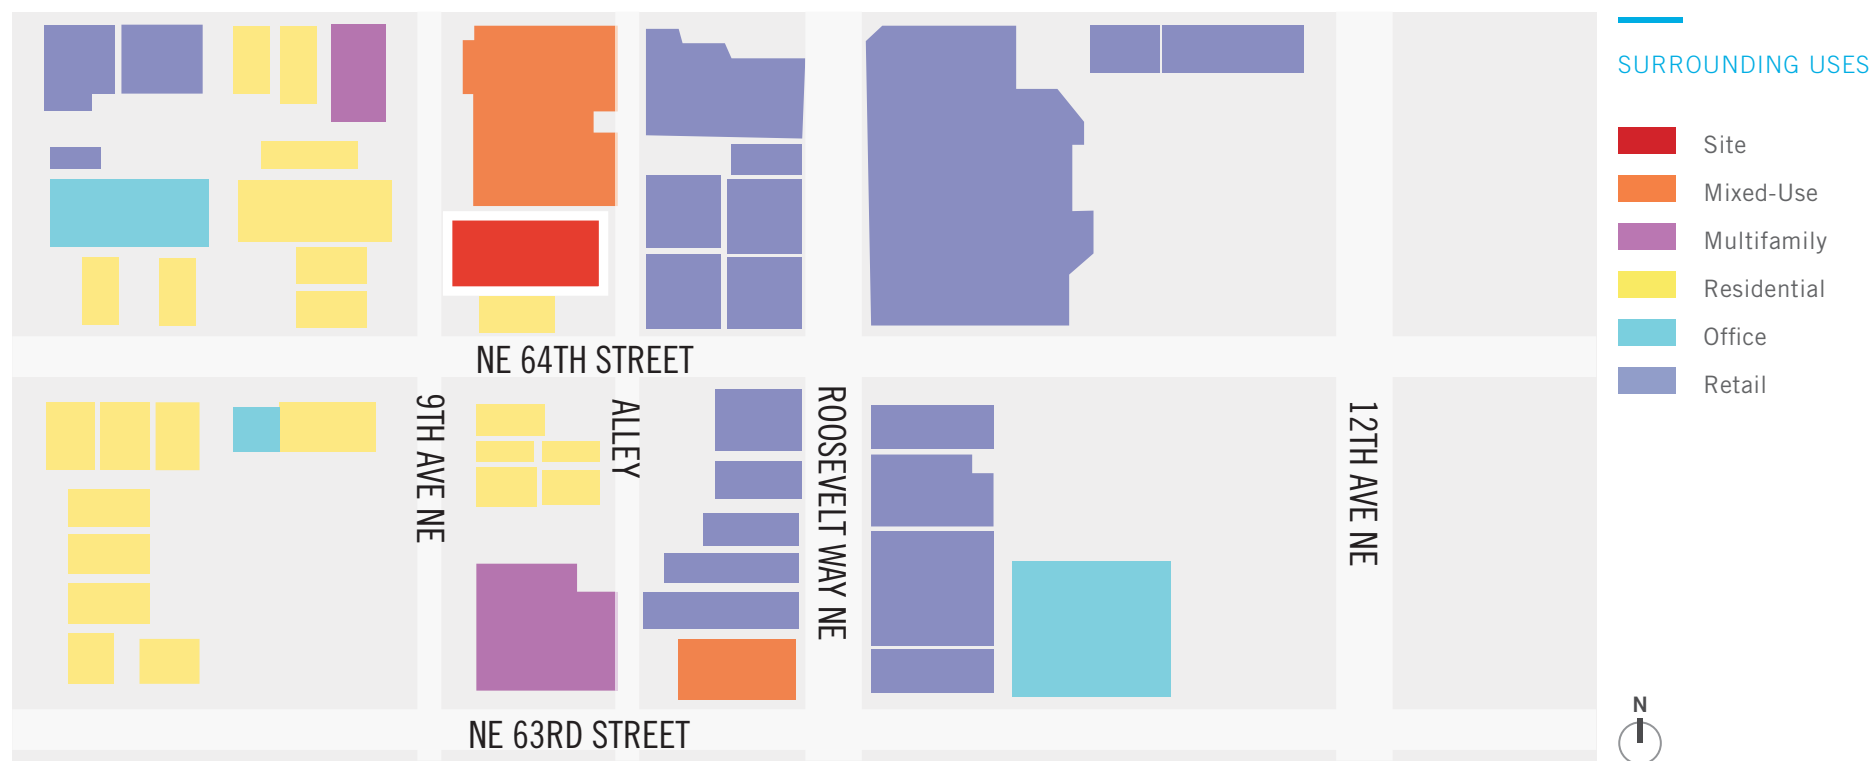 SURROUNDING USES
Site
Mixed-Use
Multifamily
Residential
Office
Retail
NE 64TH STREET
9TH AVE NE
ALLEY
ROOSEVELT WAY NE
12TH AVE NE
NE 63RD STREET
N